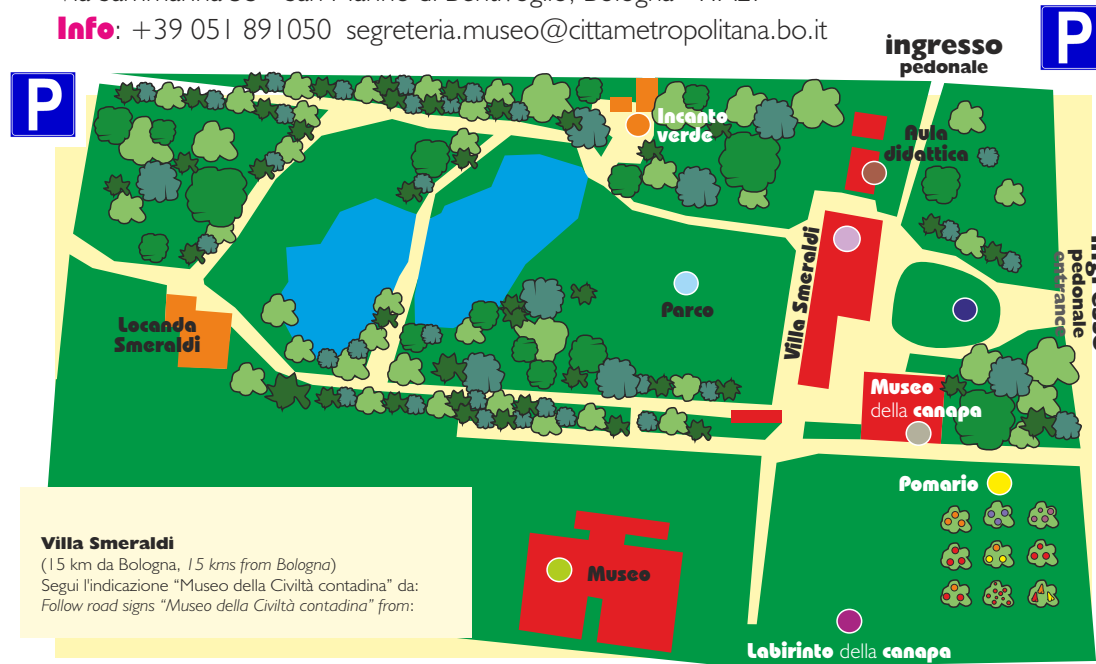 Info: +39 051 891050 segreteria.museo@cittametropolitana.bo.it
P
ingresso
pedonale
P
Incanto
verde
Aula
didattica
ingresso
pedonale
entrance
Villa Smeraldi
Parco
Locanda
Smeraldi
Museo
della canapa
Pomario
Museo
Labirinto della canapa
Villa Smeraldi
(15 km da Bologna, 15 kms from Bologna)
Segui l'indicazione “Museo della Civiltà contadina” da:
Follow road signs “Museo della Civiltà contadina” from: